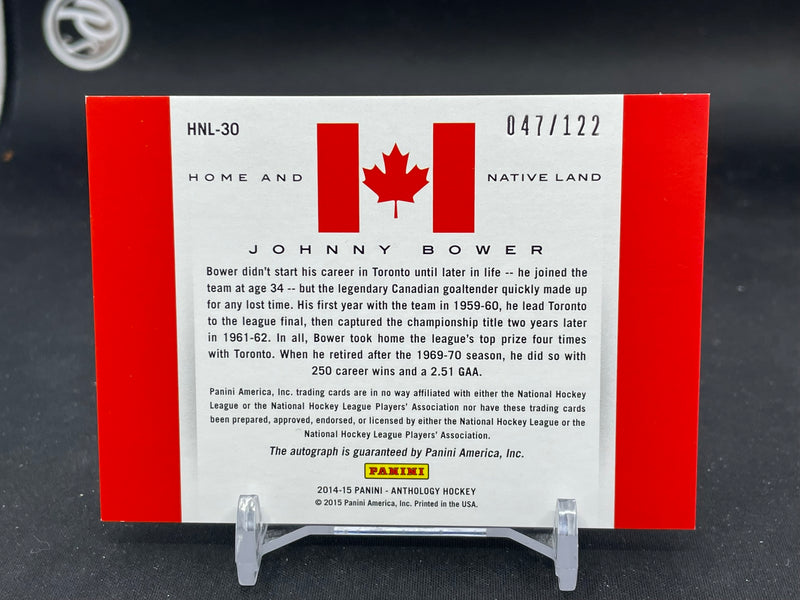 HNL-30
047/122
HOME AND
NATIVE LAND
JOHNNY BOWER
Bower didn't start his career in Toronto until later in life -- he joined the
team at age 34 -- but the legendary Canadian goaltender quickly made up
for any lost time. His first year with the team in 1959-60, he lead Toronto
to the league final, then captured the championship title two years later
in 1961-62. In all, Bower took home the league's top prize four times
with Toronto. When he retired after the 1969-70 season, he did so with
250 career wins and a 2.51 GAA.
Panini America, Inc. trading cards are in no way affiliated with either the National Hockey
League or the National Hockey League Players' Association nor have these trading cards
been prepared, approved, endorsed, or licensed by either the National Hockey League or the
National Hockey League Players' Association.
The autograph is guaranteed by Panini America, Inc.
PANINI
2014-15 PANINI - ANTHOLOGY HOCKEY
© 2015 Panini America, Inc. Printed in the USA.